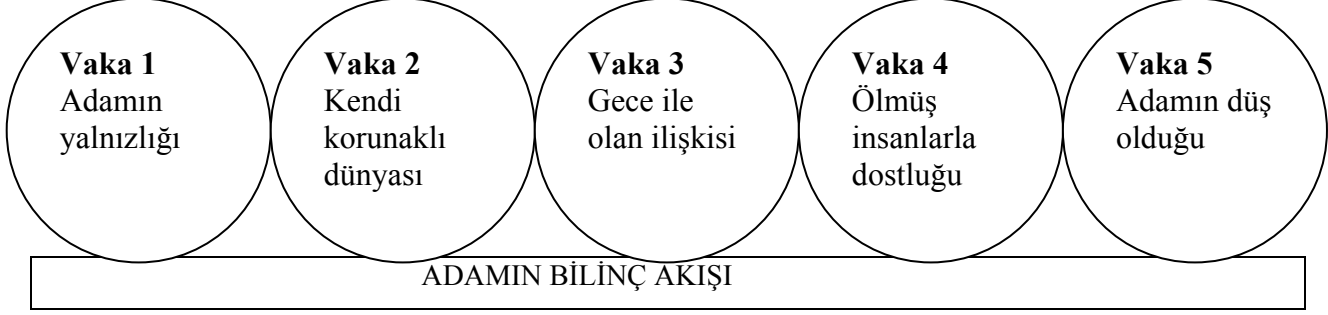 Vaka 1
Adamın
yalnızlığı
Vaka 2
Kendi
korunaklı
dünyası
Vaka 3
Gece ile
olan ilişkisi
Vaka 4
Ölmüş
insanlarla
dostluğu
Vaka 5
Adamın düş
olduğu
ADAMIN BİLİNÇ AKIŞI